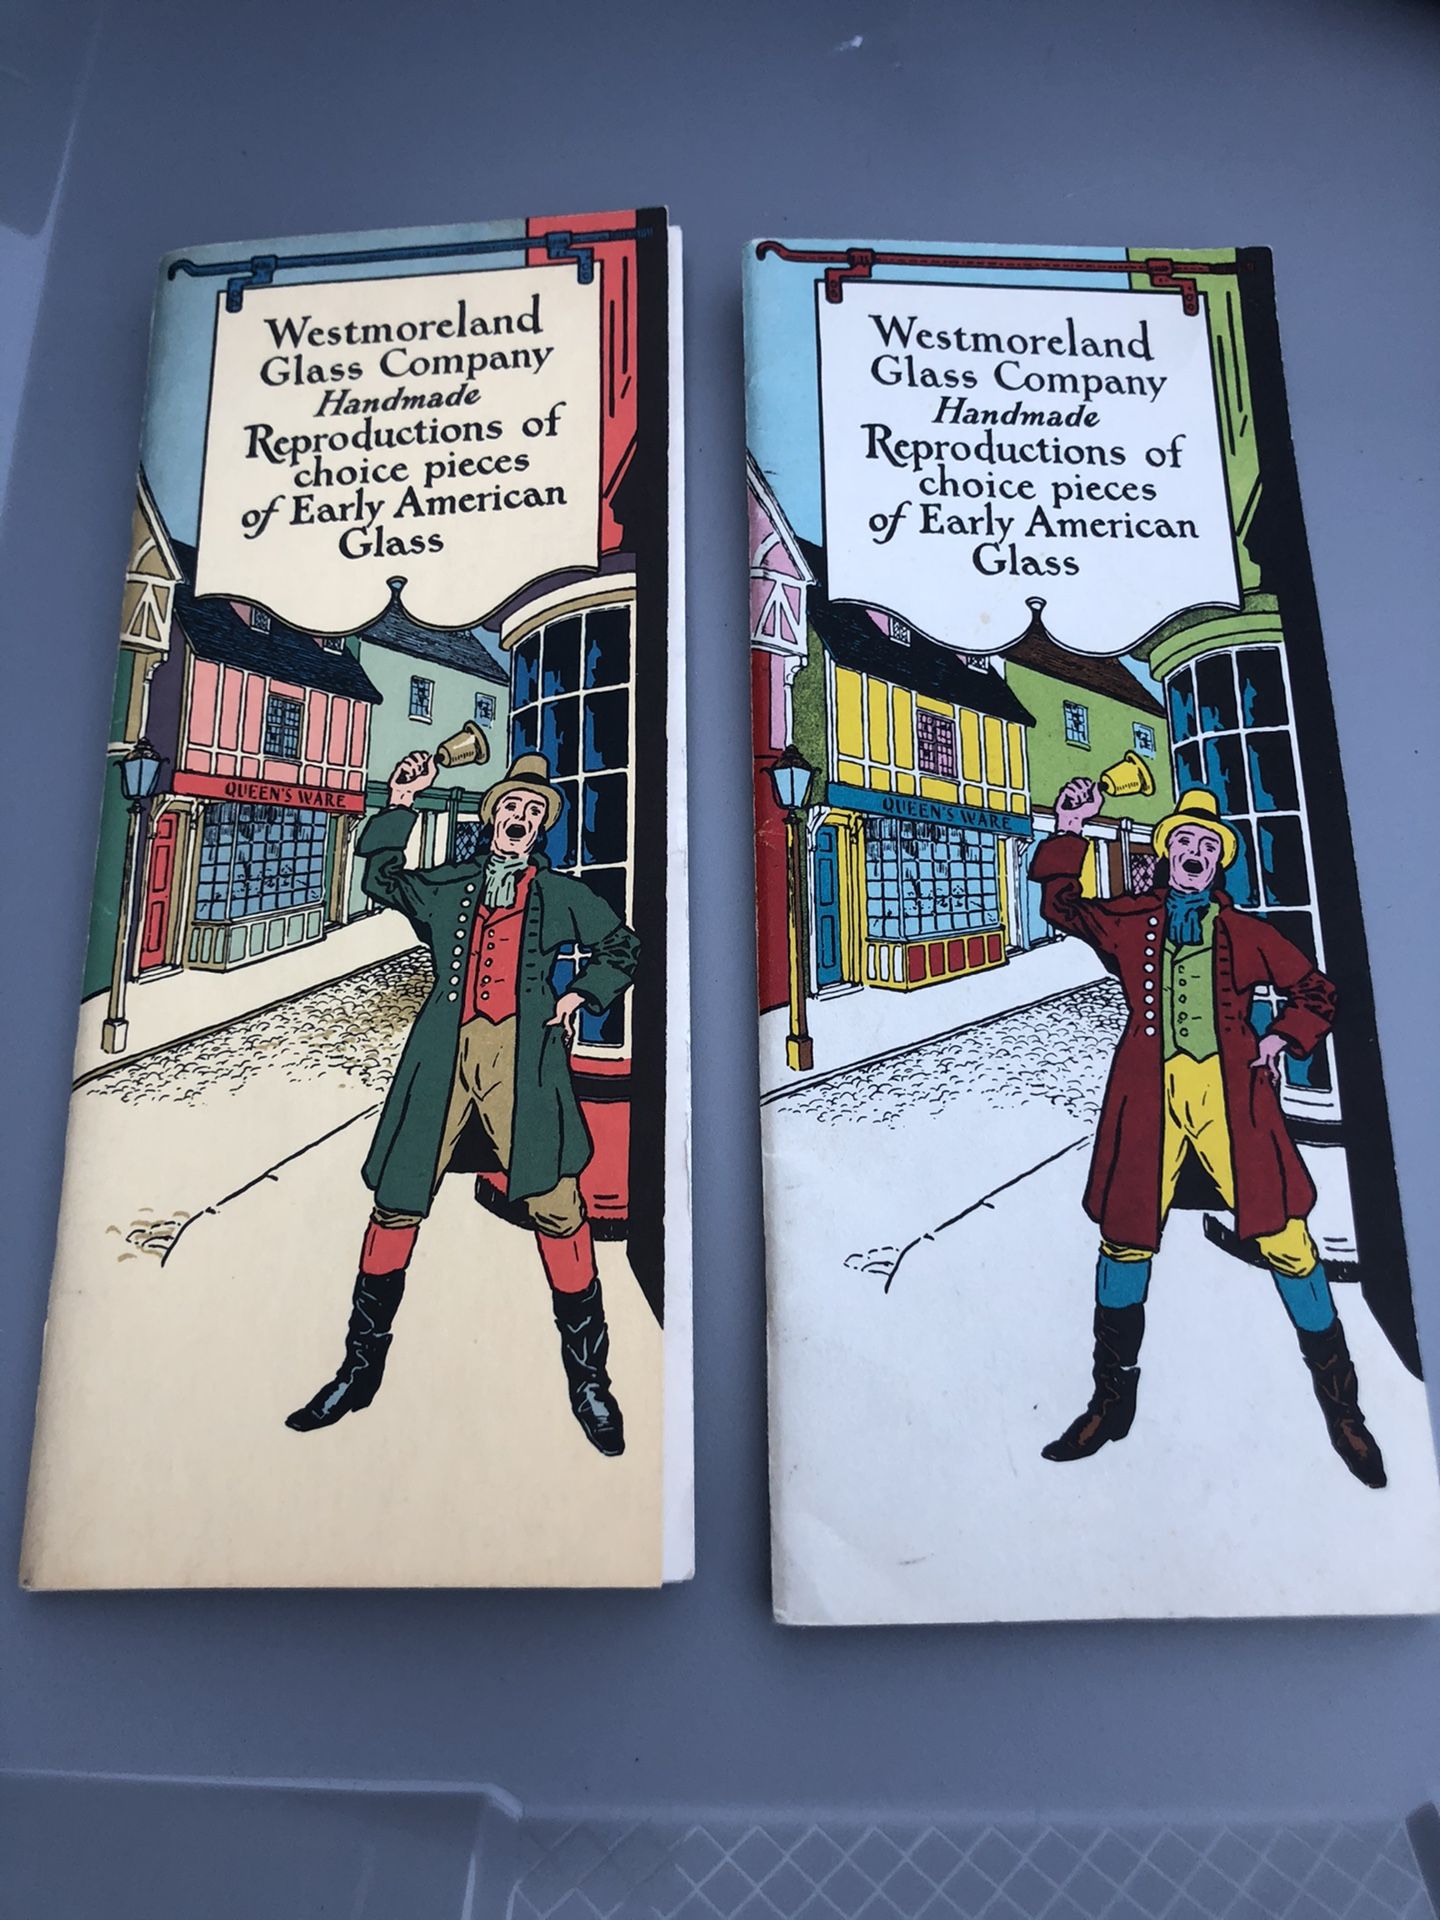 Westmoreland
Glass Company
Handmade
Reproductions of
choice pieces
of Early American
Glass
QUEEN'S WARE
Westmoreland
Glass Company
Handmade
Reproductions of
choice pieces
of Early American
Glass
QUEEN'S WARE